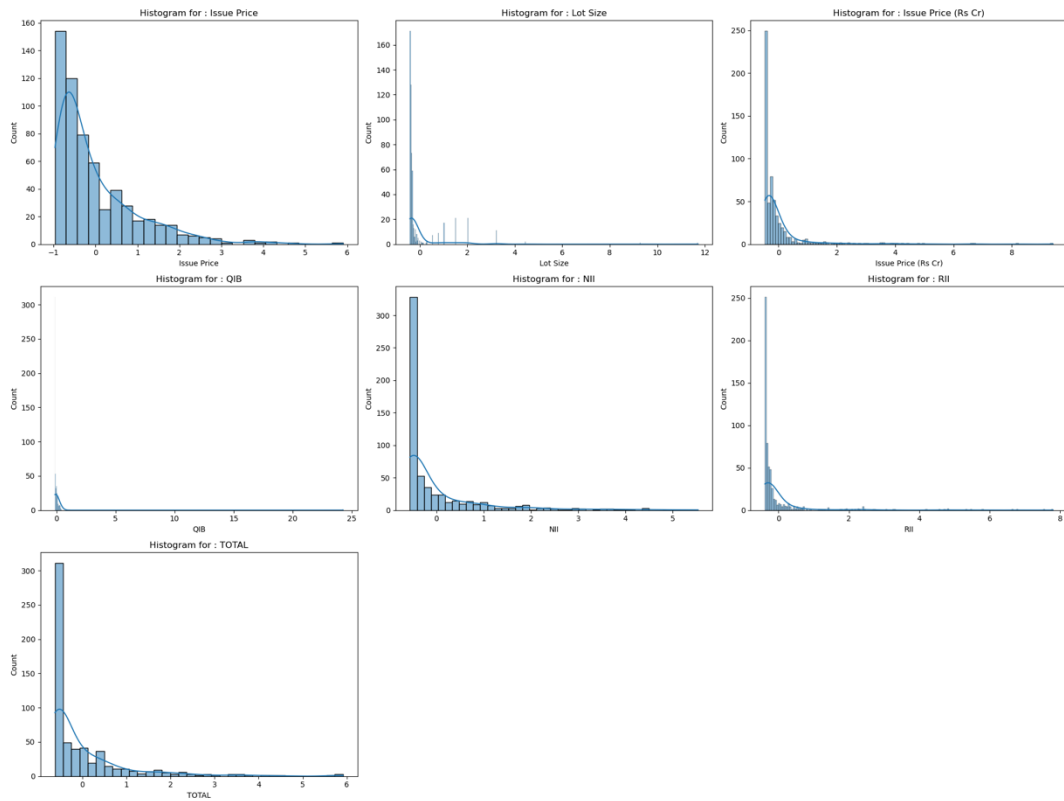 Histogram for : Issue Price
Count
160
140
120
100
80
60
40
20
0
−1 0 1 2 3 4 5 6
Issue Price
Histogram for : Lot Size
Count
160
140
120
100
80
60
40
20
0
0 2 4 6 8 10 12
Lot Size
Histogram for : Issue Price (Rs Cr)
Count
250
200
150
100
50
0
0 2 4 6 8
Issue Price (Rs Cr)
Histogram for : QIB
Count
300
250
200
150
100
50
0
0 5 10 15 20 25
QIB
Histogram for : NII
Count
300
250
200
150
100
50
0
0 1 2 3 4 5
NII
Histogram for : RII
Count
250
200
150
100
50
0
0 2 4 6 8
RII
Histogram for : TOTAL
Count
300
250
200
150
100
50
0
0 1 2 3 4 5 6
TOTAL